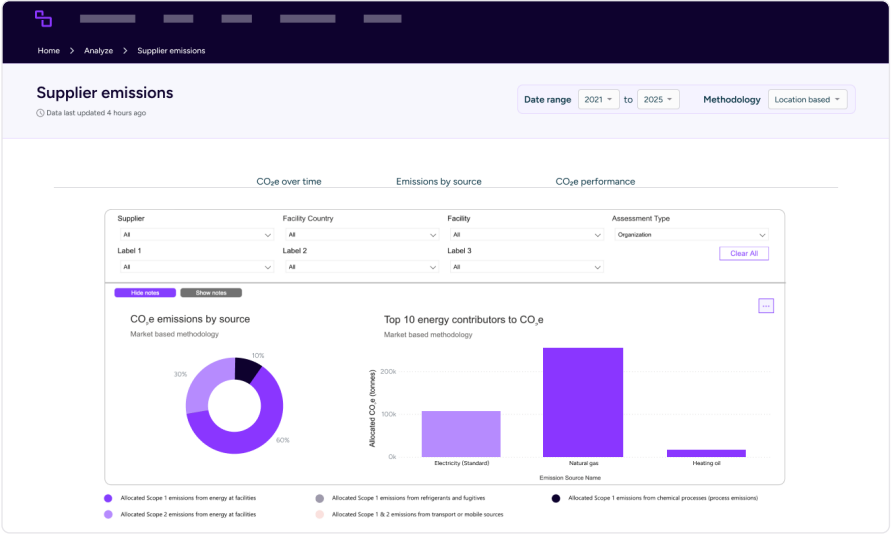 Home > Analyze > Supplier emissions
Supplier emissions
Data last updated 4 hours ago
Date range 2021 to 2025 Methodology Location based
CO₂e over time Emissions by source CO₂e performance
Supplier Facility Country Facility Assessment Type
All All All Organization
Label 1 Label 2 Label 3
Clear All
All All All
Hide notes Show notes
...
CO₂e emissions by source
Market based methodology
10%
30%
60%
Top 10 energy contributors to CO₂e
Market based methodology
Allocated CO₂e (tonnes)
200k
100k
0k
Electricity (Standard) Natural gas Heating oil
Emission Source Name
Allocated Scope 1 emissions from energy at facilities Allocated Scope 1 emissions from refrigerants and fugitives Allocated Scope 1 emissions from chemical processes (process emissions)
Allocated Scope 2 emissions from energy at facilities Allocated Scope 1 & 2 emissions from transport or mobile sources